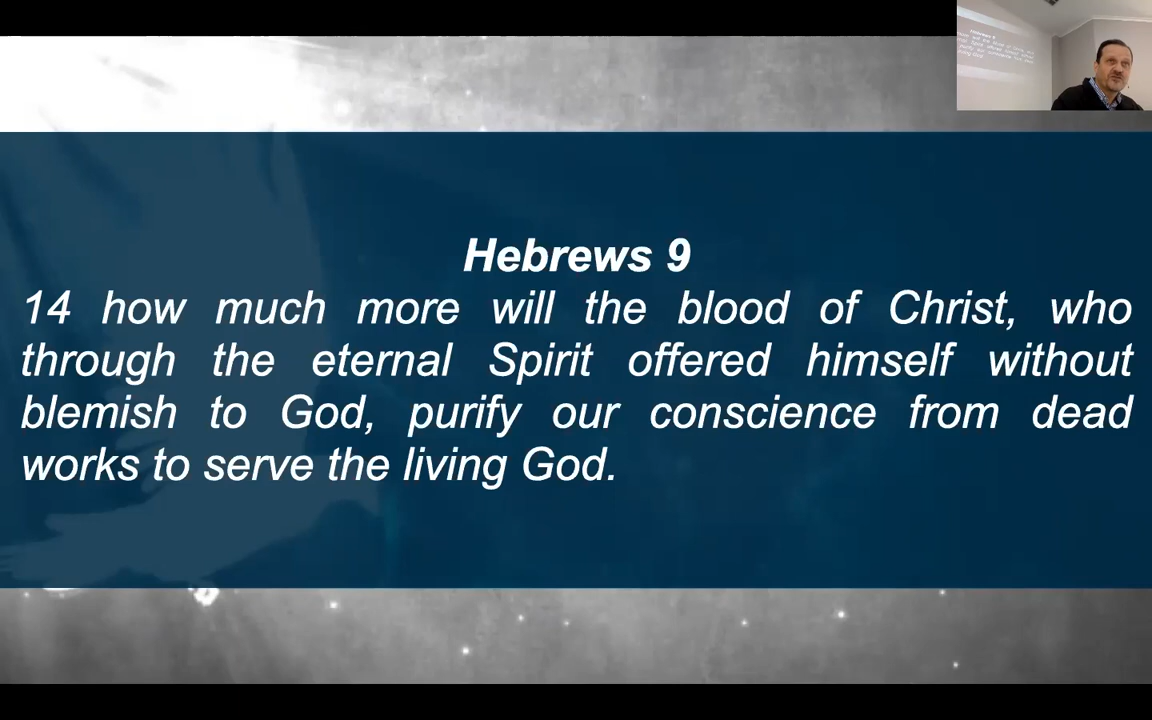 Hebrews 9
14 how much more will the blood of Christ, who
through the eternal Spirit offered himself without
blemish to God, purify our conscience from dead
works to serve the living God.